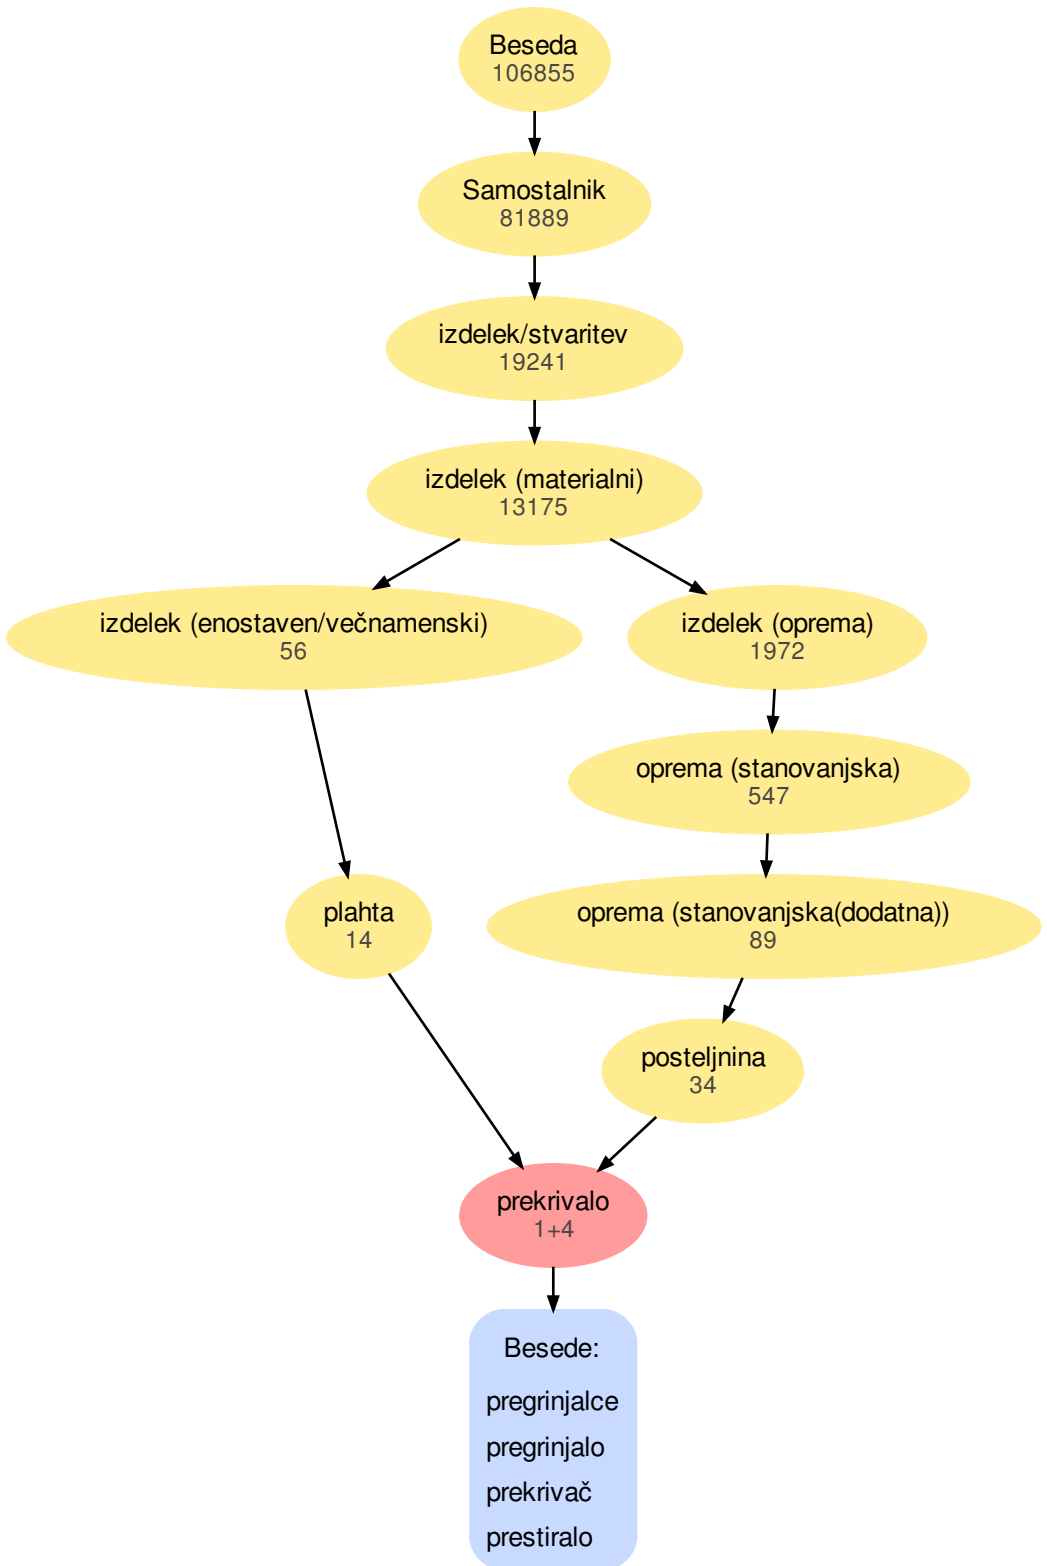 Beseda
106855
Samostalnik
81889
izdelek/stvaritev
19241
izdelek (materialni)
13175
izdelek (enostaven/večnamenski)
56
izdelek (oprema)
1972
oprema (stanovanjska)
547
plahta
14
oprema (stanovanjska(dodatna))
89
posteljnina
34
prekrivalo
1+4
Besede:
pregrinjalce
pregrinjalo
prekrivač
prestiralo